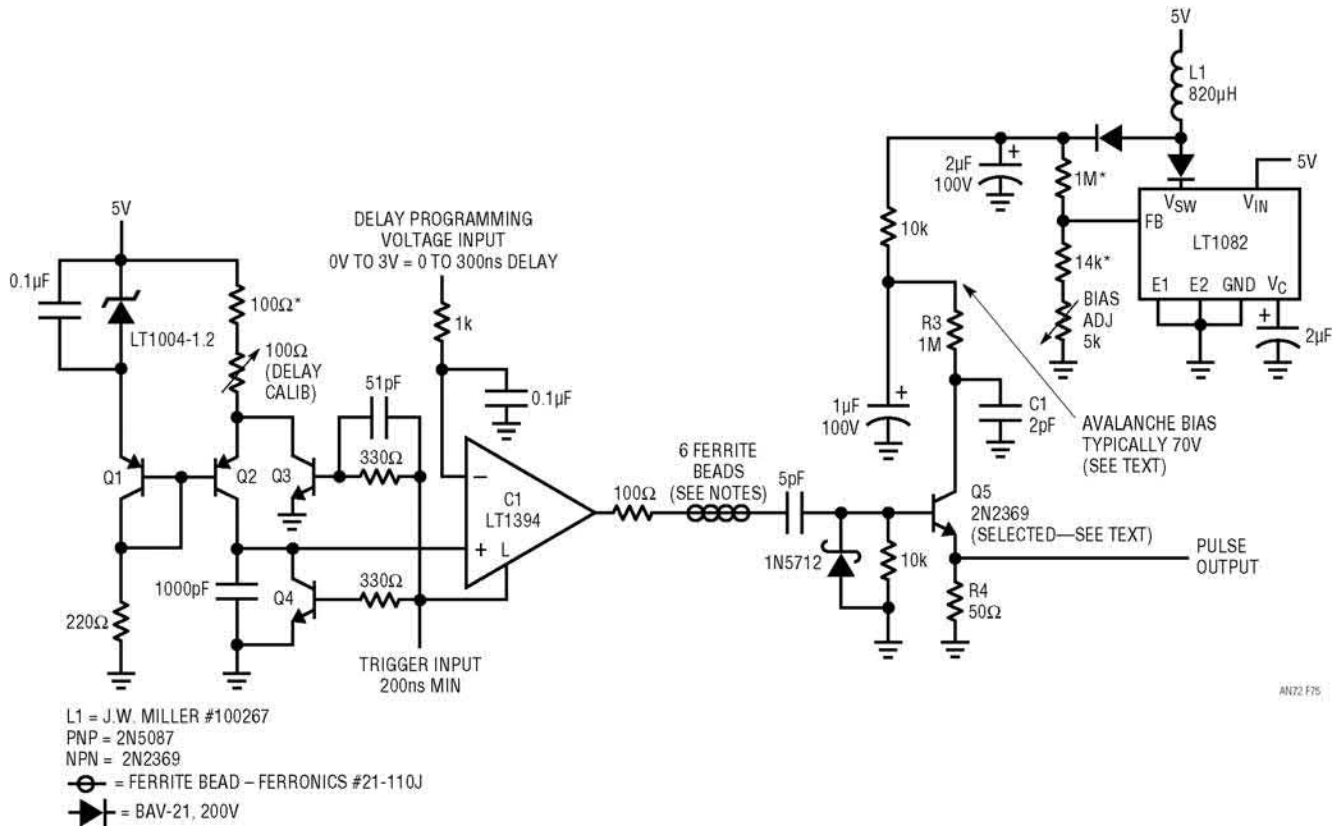 5V
0.1µF
LT1004-1.2
100Ω*
100Ω
(DELAY
CALIB)
Q1
Q2
Q3
51pF
330Ω
1000pF
Q4
330Ω
220Ω
DELAY PROGRAMMING
VOLTAGE INPUT
0V TO 3V = 0 TO 300ns DELAY
1k
0.1µF
–
C1
LT1394
+
L
TRIGGER INPUT
200ns MIN
100Ω
6 FERRITE
BEADS
(SEE NOTES)
5pF
1N5712
10k
Q5
2N2369
(SELECTED—SEE TEXT)
R4
50Ω
PULSE
OUTPUT
5V
L1
820µH
2µF
100V
+
1M*
10k
VSW
VIN
5V
FB
LT1082
14k*
E1
E2
GND
VC
BIAS
ADJ
5k
+
2µF
R3
1M
1µF
100V
+
C1
2pF
AVALANCHE BIAS
TYPICALLY 70V
(SEE TEXT)
AN72 F75
L1 = J.W. MILLER #100267
PNP = 2N5087
NPN = 2N2369
= FERRITE BEAD – FERRONICS #21-110J
= BAV-21, 200V